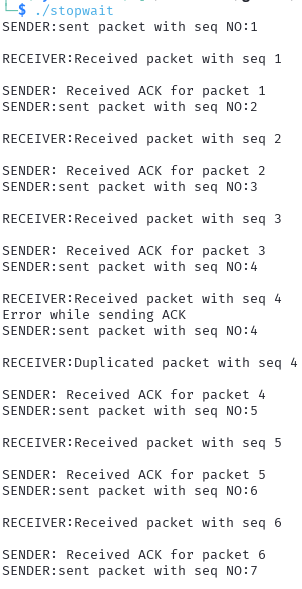 $ ./stopwait
SENDER:sent packet with seq NO:1
RECEIVER:Received packet with seq 1
SENDER: Received ACK for packet 1
SENDER:sent packet with seq NO:2
RECEIVER:Received packet with seq 2
SENDER: Received ACK for packet 2
SENDER:sent packet with seq NO:3
RECEIVER:Received packet with seq 3
SENDER: Received ACK for packet 3
SENDER:sent packet with seq NO:4
RECEIVER:Received packet with seq 4
Error while sending ACK
SENDER:sent packet with seq NO:4
RECEIVER:Duplicated packet with seq 4
SENDER: Received ACK for packet 4
SENDER:sent packet with seq NO:5
RECEIVER:Received packet with seq 5
SENDER: Received ACK for packet 5
SENDER:sent packet with seq NO:6
RECEIVER:Received packet with seq 6
SENDER: Received ACK for packet 6
SENDER:sent packet with seq NO:7